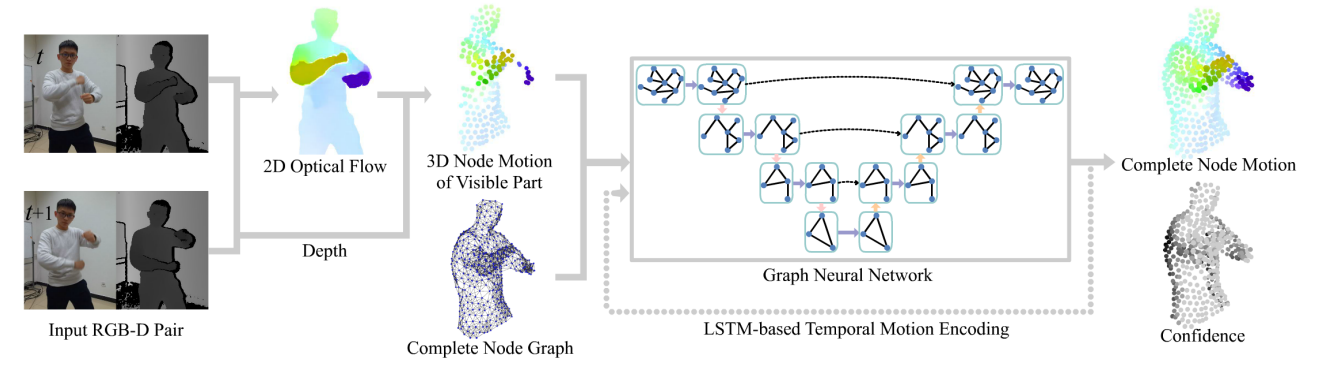 t
2D Optical Flow
3D Node Motion
of Visible Part
Complete Node Motion
t+1
Depth
Graph Neural Network
Input RGB-D Pair
LSTM-based Temporal Motion Encoding
Complete Node Graph
Confidence